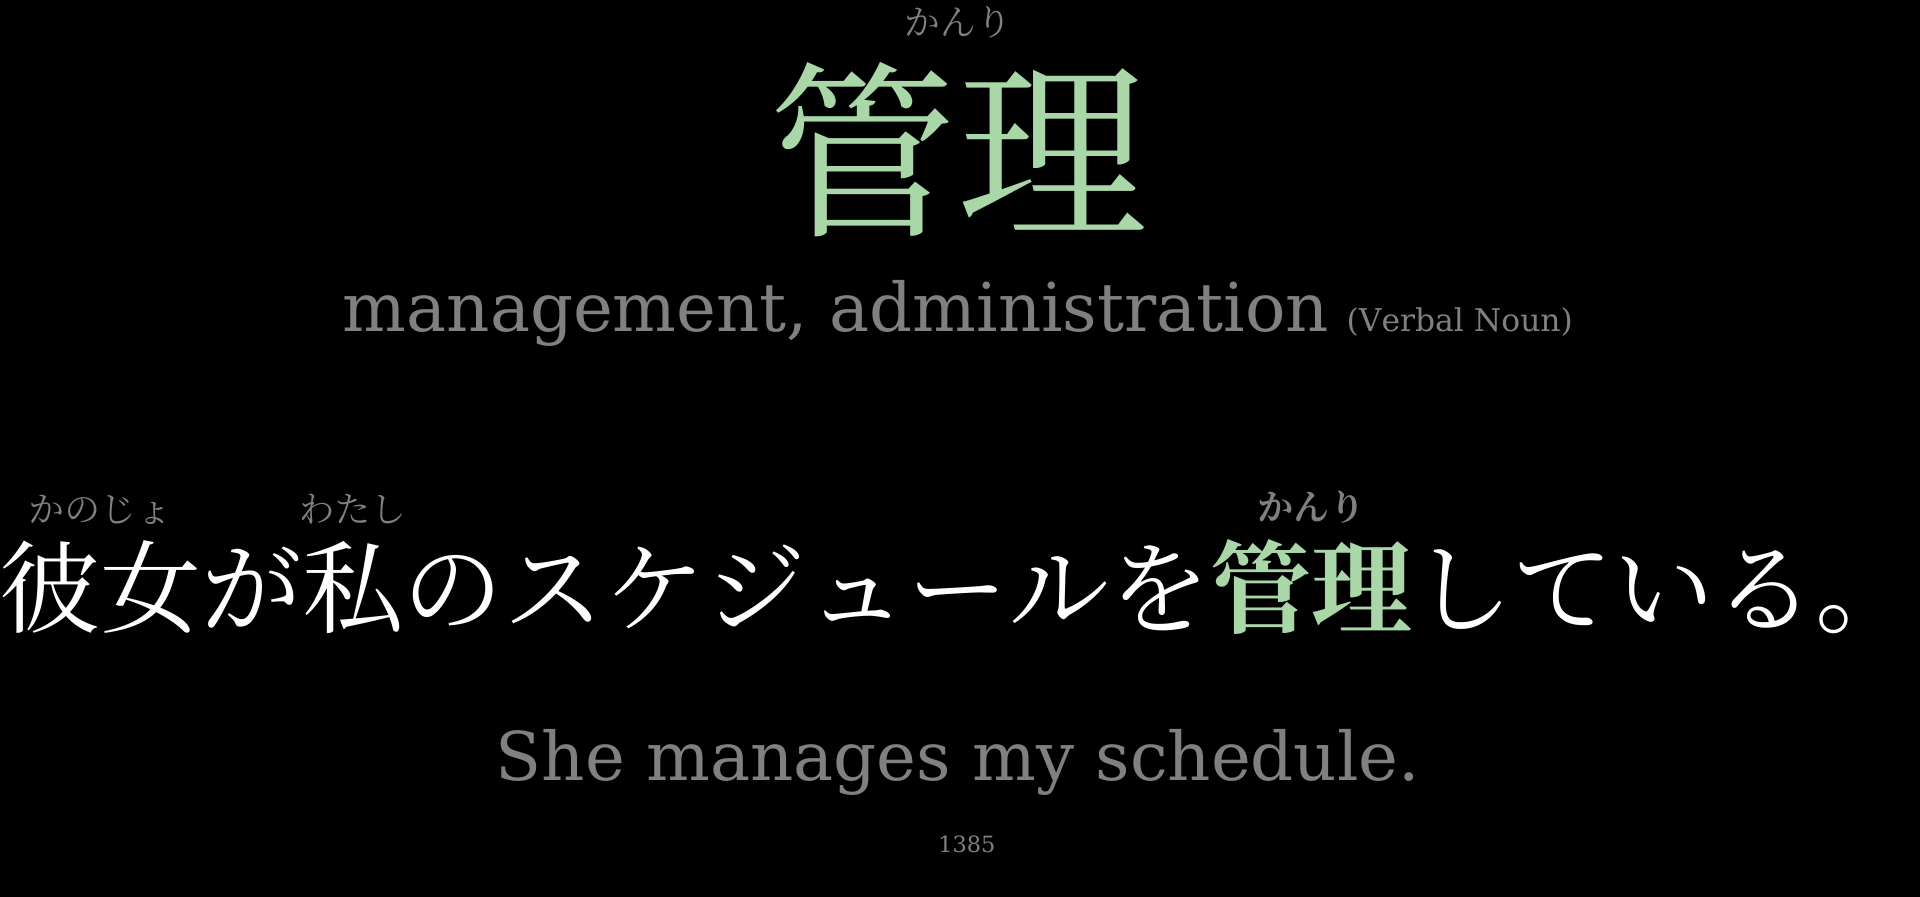 かんり
管理
management, administration (Verbal Noun)
かのじょ わたし かんり
彼女が私のスケジュールを管理している。
She manages my schedule.
1385